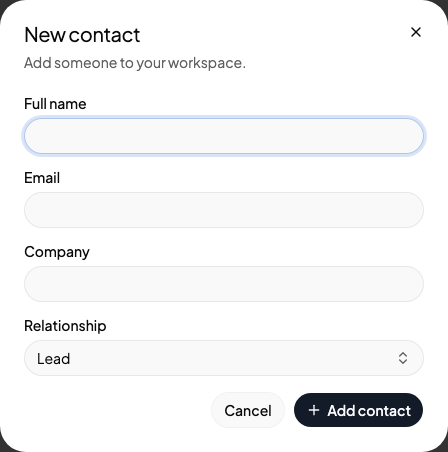 New contact
Add someone to your workspace.
Full name
Email
Company
Relationship
Lead
Cancel
Add contact